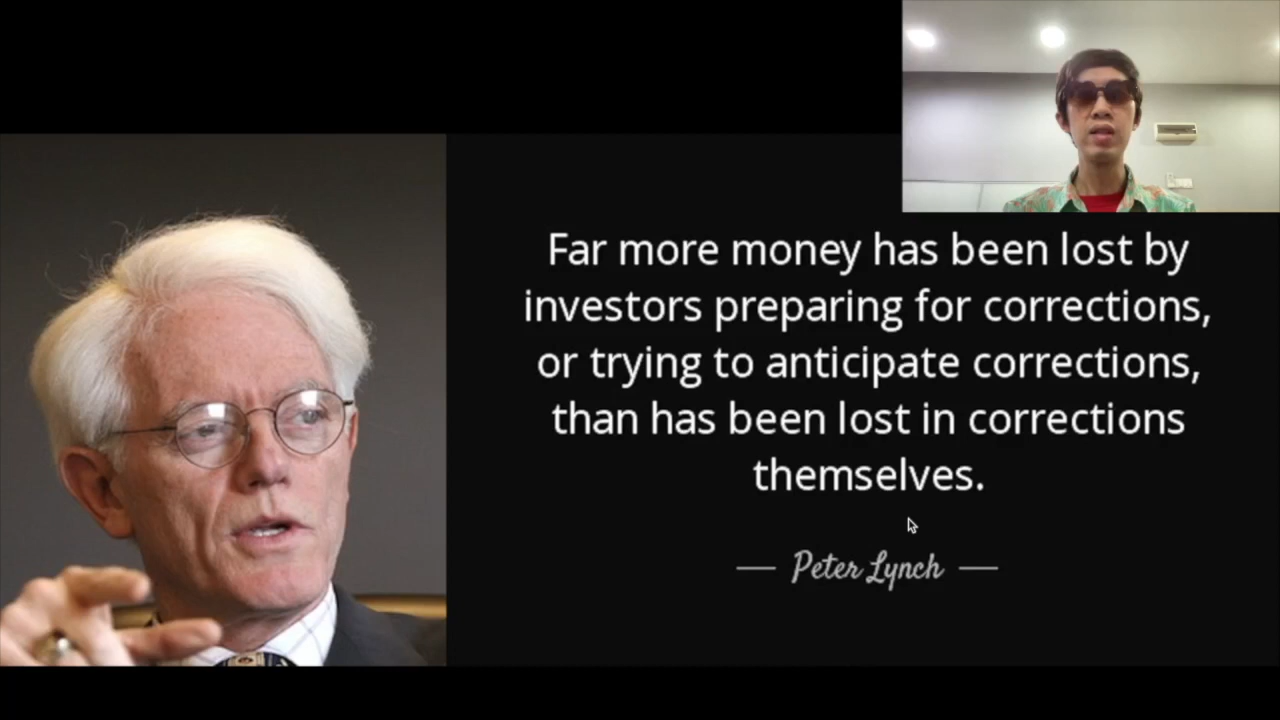 Far more money has been lost by
investors preparing for corrections,
or trying to anticipate corrections,
than has been lost in corrections
themselves.
Peter Lynch